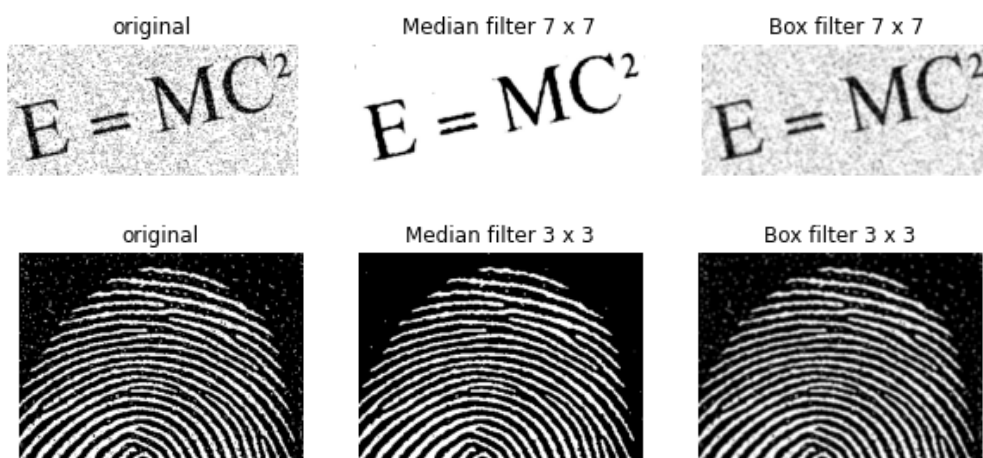 original Median filter 7 x 7 Box filter 7 x 7
E = MC² E = MC² E = MC²
original Median filter 3 x 3 Box filter 3 x 3